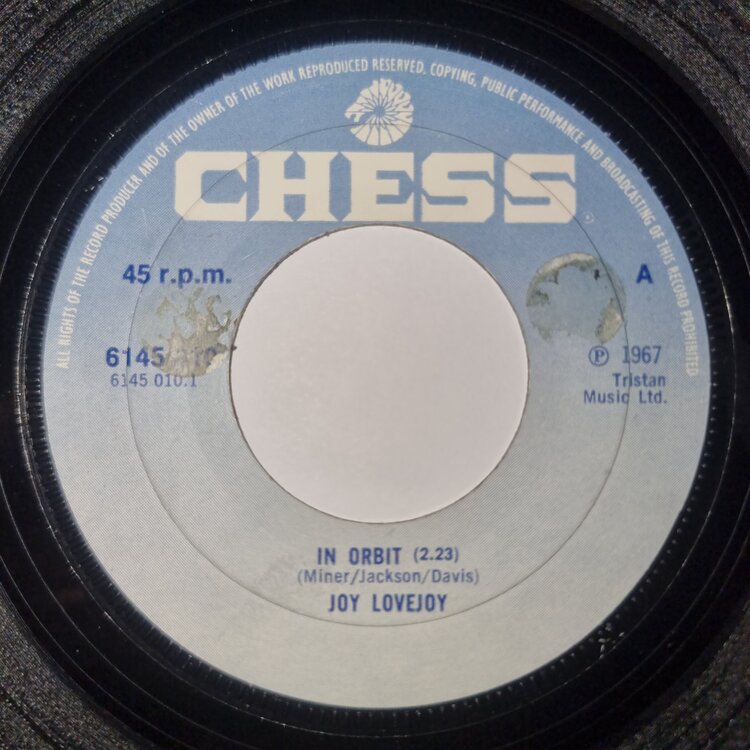 ALL RIGHTS OF THE RECORD PRODUCER AND OF THE OWNER OF THE WORK REPRODUCED RESERVED. COPYING, PUBLIC PERFORMANCE AND BROADCASTING OF THIS RECORD PROHIBITED
CHESS
45 r.p.m.
A
6145
6145 010.1
℗ 1967
Tristan
Music Ltd.
IN ORBIT (2.23)
(Miner/Jackson/Davis)
JOY LOVEJOY